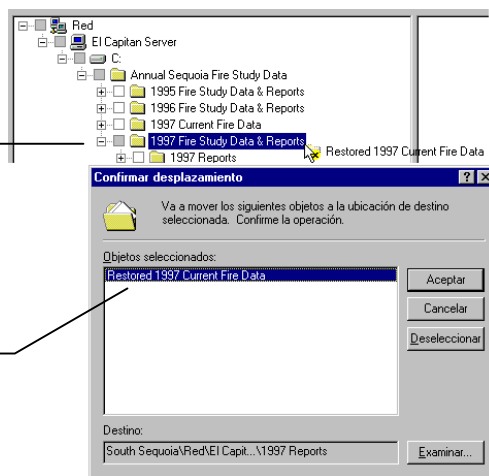 Red
El Capitan Server
C:
Annual Sequoia Fire Study Data
1995 Fire Study Data & Reports
1996 Fire Study Data & Reports
1997 Current Fire Data
1997 Fire Study Data & Reports
Restored 1997 Current Fire Data
1997 Reports
Confirmar desplazamiento
Va a mover los siguientes objetos a la ubicación de destino
seleccionada. Confirme la operación.
Objetos seleccionados:
Restored 1997 Current Fire Data
Aceptar
Cancelar
Deseleccionar
Destino:
South Sequoia\Red\El Capit...\1997 Reports
Examinar...